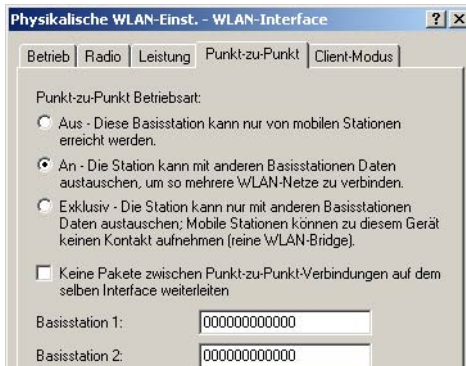 Physikalische WLAN-Einst. - WLAN-Interface
Betrieb Radio Leistung Punkt-zu-Punkt Client-Modus
Punkt-zu-Punkt Betriebsart:
Aus - Diese Basisstation kann nur von mobilen Stationen
erreicht werden.
An - Die Station kann mit anderen Basisstationen Daten
austauschen, um so mehrere WLAN-Netze zu verbinden.
Exklusiv - Die Station kann nur mit anderen Basisstationen
Daten austauschen; Mobile Stationen können zu diesem Gerät
keinen Kontakt aufnehmen (reine WLAN-Bridge).
Keine Pakete zwischen Punkt-zu-Punkt-Verbindungen auf dem
selben Interface weiterleiten
Basisstation 1: 000000000000
Basisstation 2: 000000000000